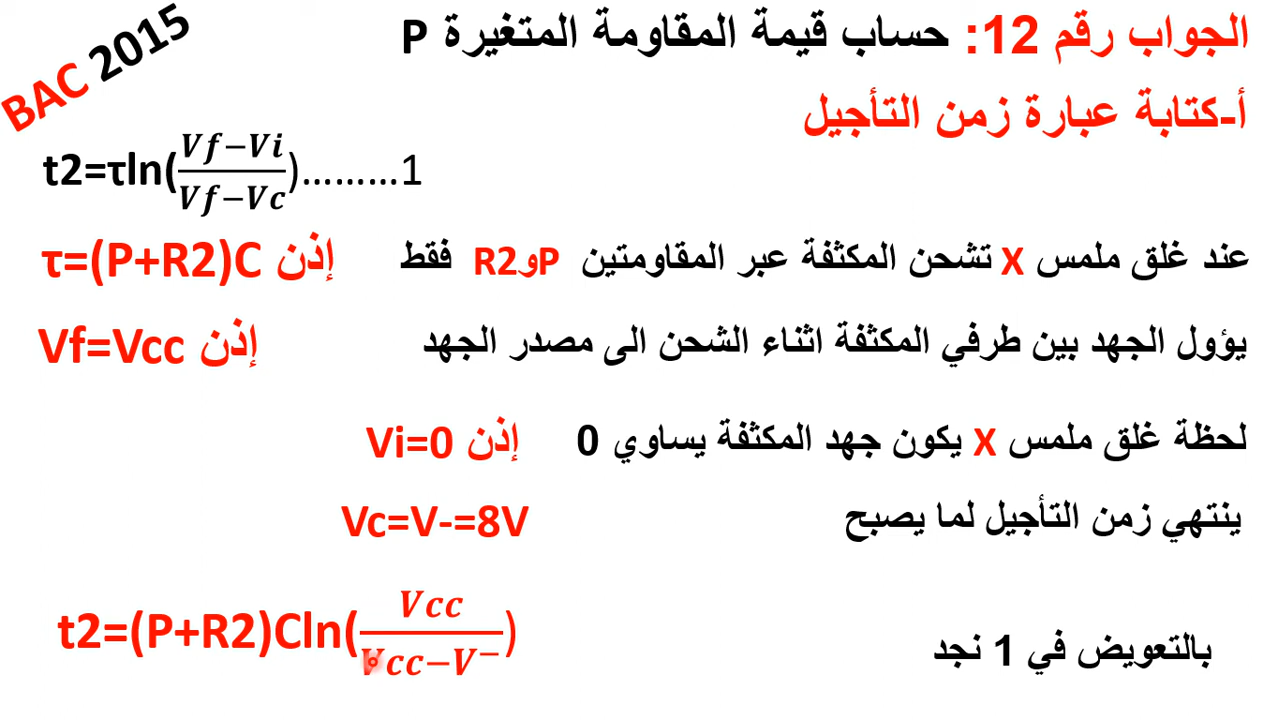 BAC 2015
الجواب رقم 12: حساب قيمة المقاومة المتغيرة P
أ-كتابة عبارة زمن التأجيل
t2=τln(\frac{Vf−Vi}{Vf−Vc})………1
عند غلق ملمس X تشحن المكثفة عبر المقاومتين PوR2 فقط إذن τ=(P+R2)C
يؤول الجهد بين طرفي المكثفة اثناء الشحن الى مصدر الجهد إذن Vf=Vcc
لحظة غلق ملمس X يكون جهد المكثفة يساوي 0 إذن Vi=0
ينتهي زمن التأجيل لما يصبح Vc=V-=8V
بالتعويض في 1 نجد t2=(P+R2)Cln(\frac{Vcc}{Vcc−V^−})